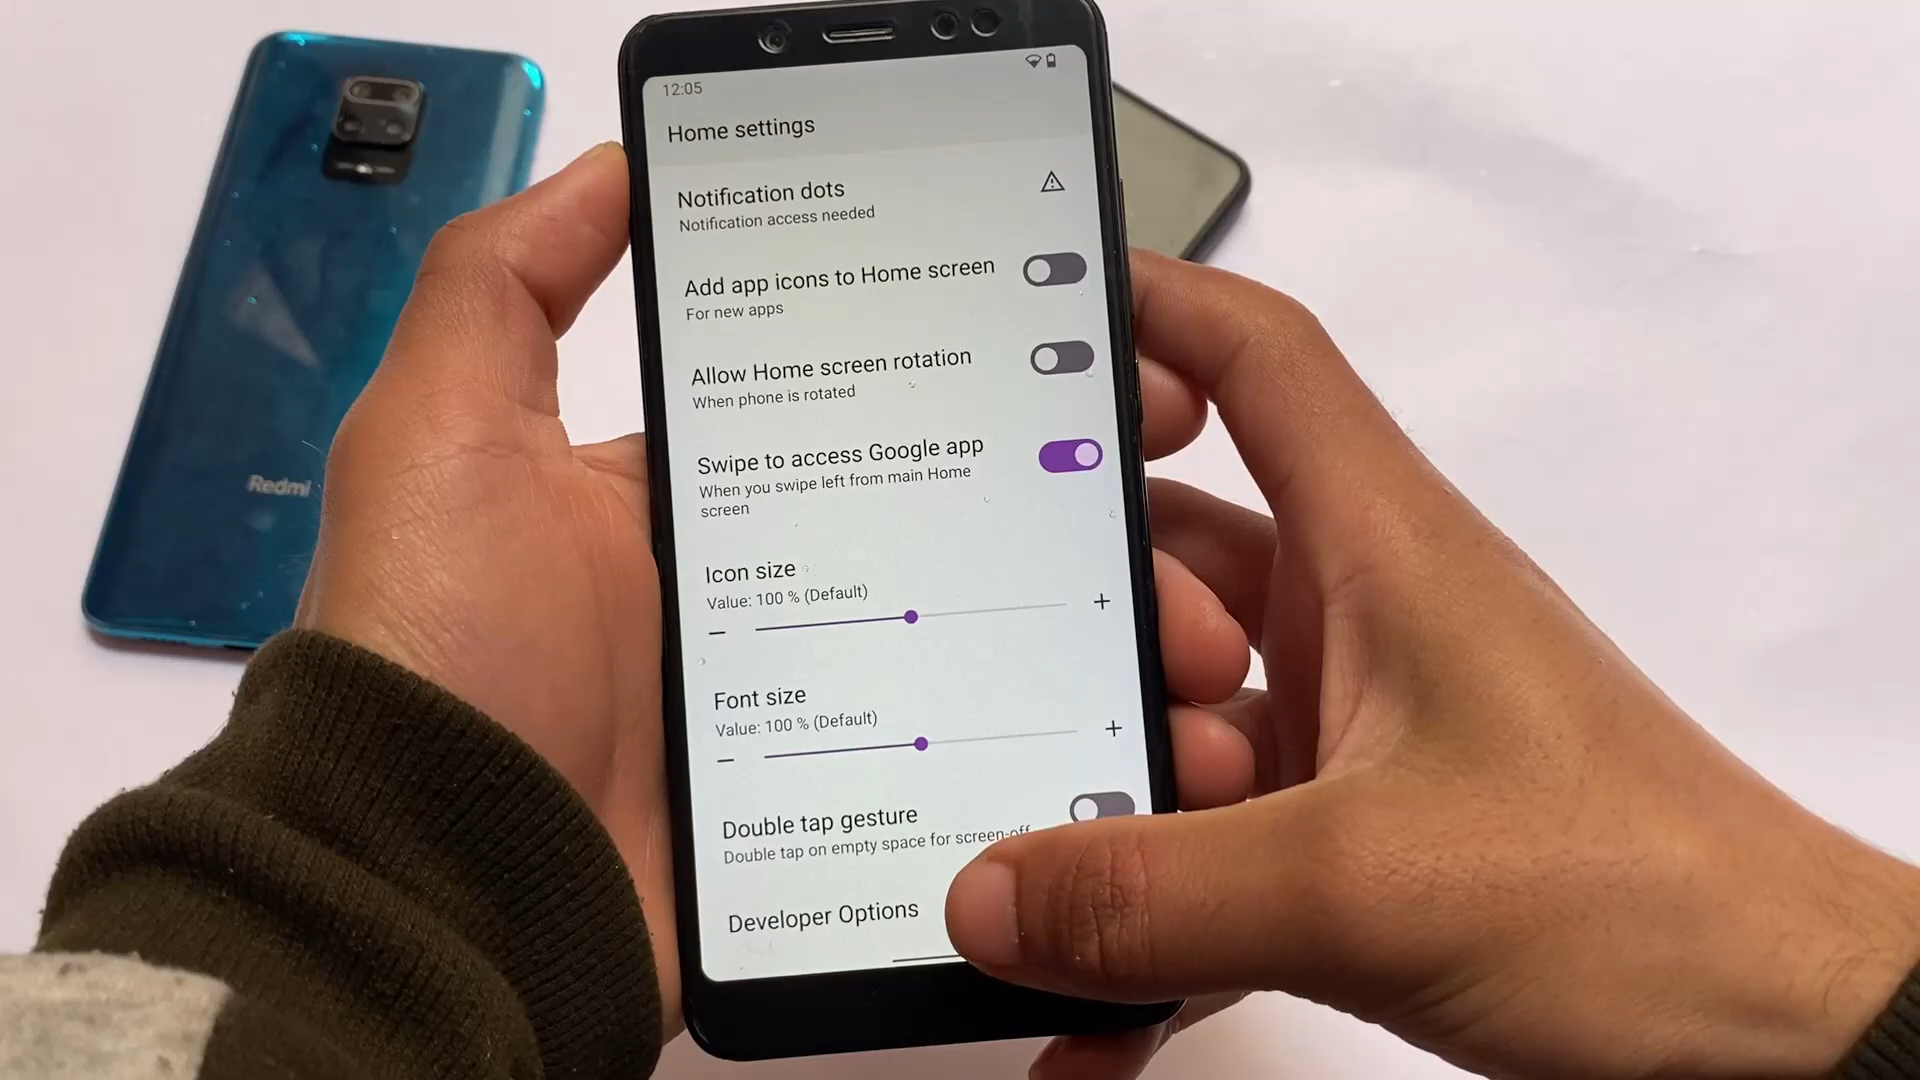 12:05
Home settings
Notification dots
Notification access needed
Add app icons to Home screen
For new apps
Allow Home screen rotation
When phone is rotated
Swipe to access Google app
When you swipe left from main Home
screen
Icon size
Value: 100 % (Default)
Font size
Value: 100 % (Default)
Double tap gesture
Double tap on empty space for screen-off
Developer Options
Redmi